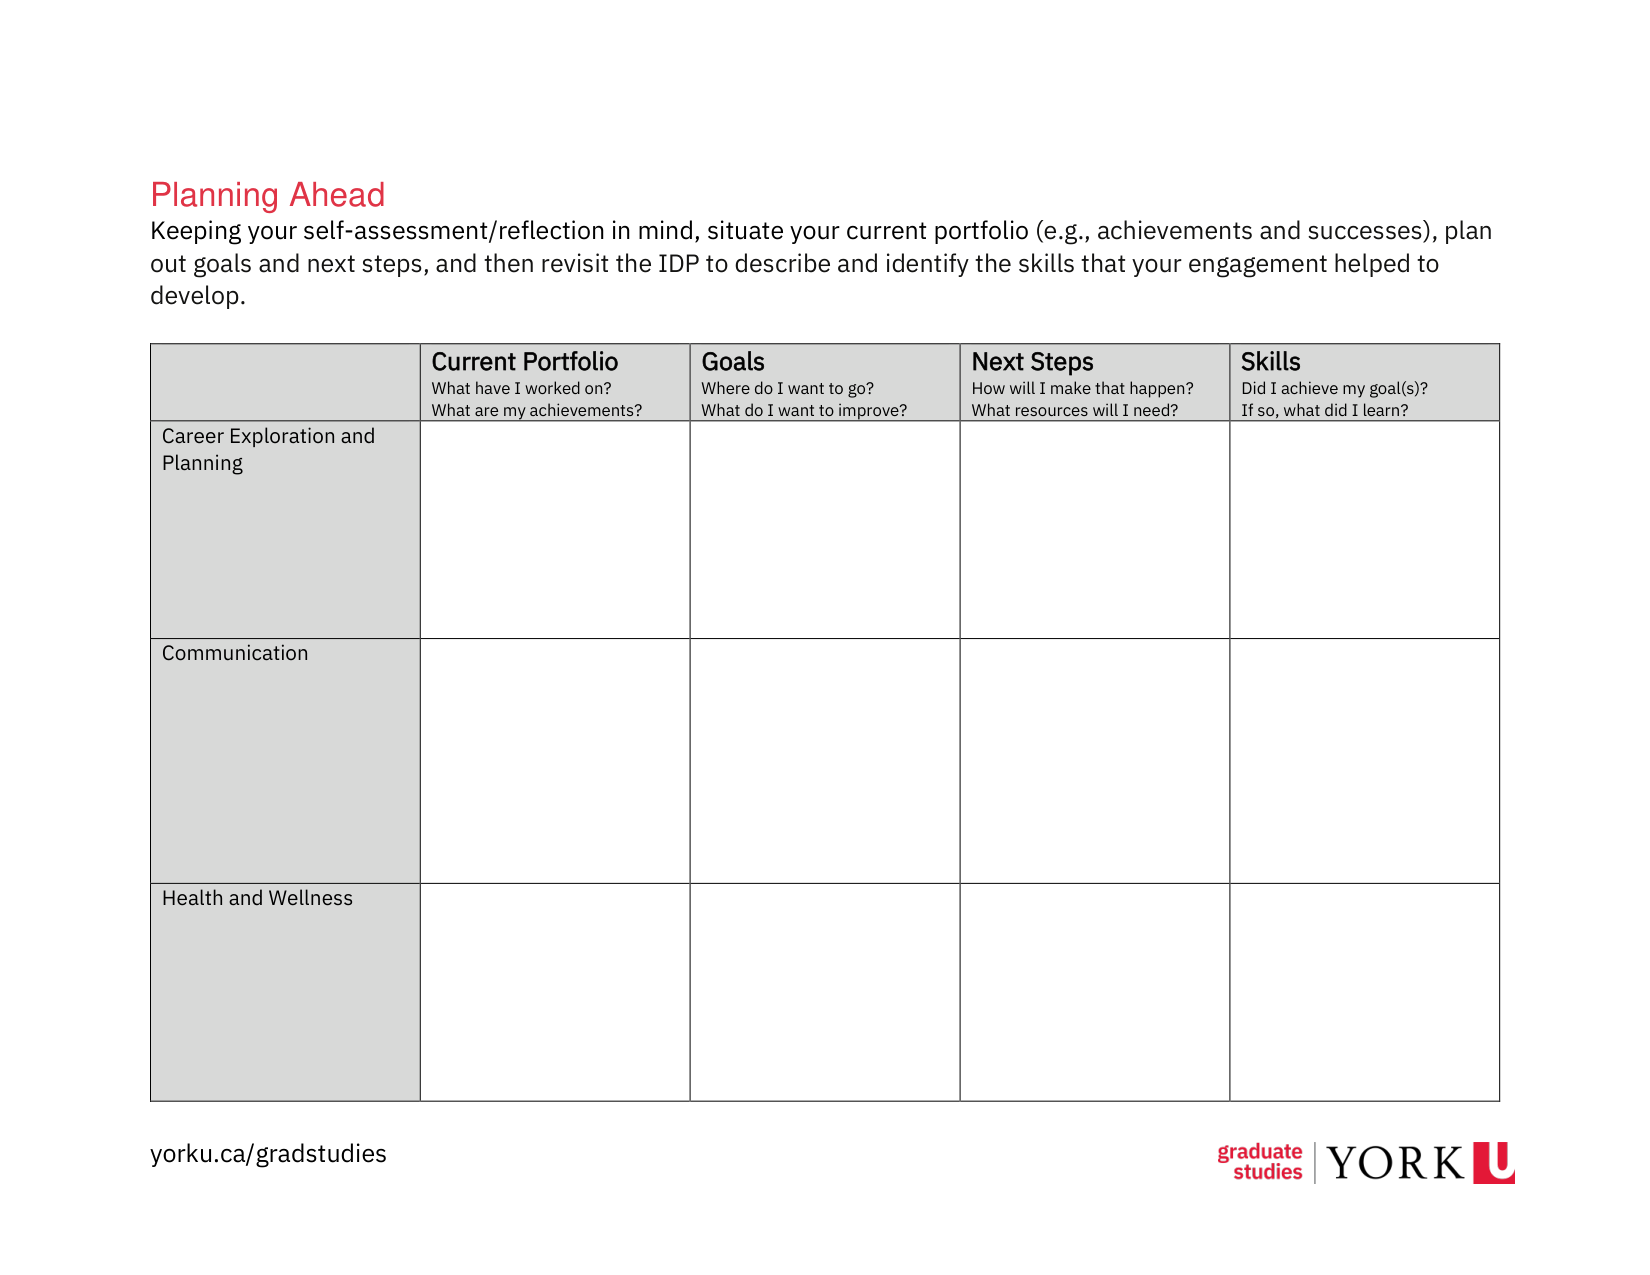 Planning Ahead
Keeping your self-assessment/reflection in mind, situate your current portfolio (e.g., achievements and successes), plan
out goals and next steps, and then revisit the IDP to describe and identify the skills that your engagement helped to
develop.
Current Portfolio
What have I worked on?
What are my achievements?
Goals
Where do I want to go?
What do I want to improve?
Next Steps
How will I make that happen?
What resources will I need?
Skills
Did I achieve my goal(s)?
If so, what did I learn?
Career Exploration and
Planning
Communication
Health and Wellness
yorku.ca/gradstudies
graduate
studies
YORK U